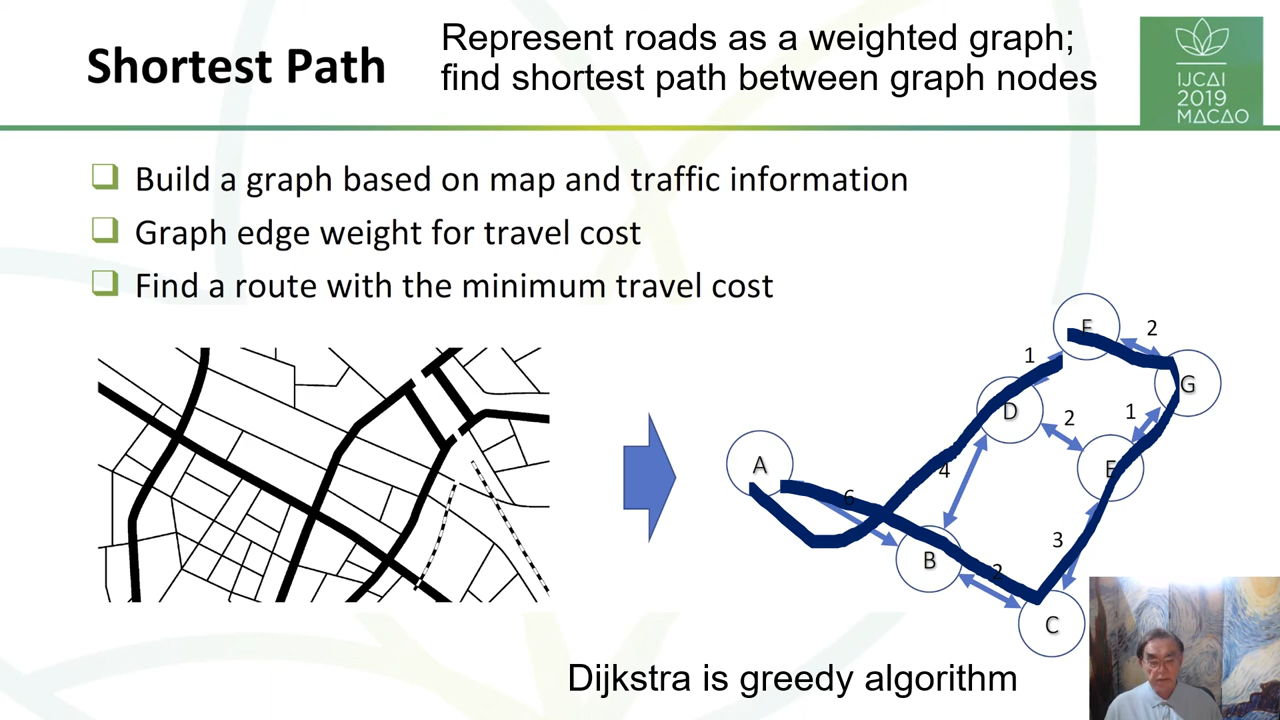 Shortest Path
Represent roads as a weighted graph;
find shortest path between graph nodes
IJCAI
2019
MACAO
Build a graph based on map and traffic information
Graph edge weight for travel cost
Find a route with the minimum travel cost
2
1
G
D
2
1
A
4
6
3
B
2
C
Dijkstra is greedy algorithm